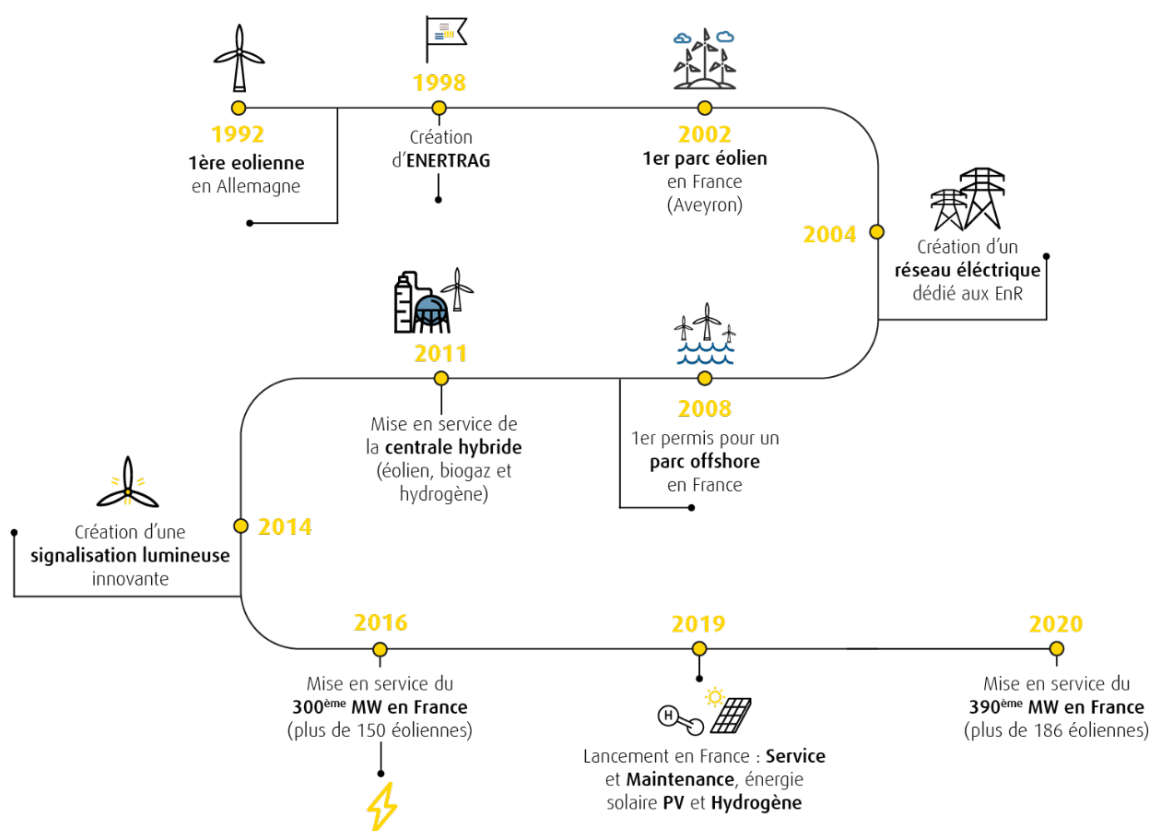 1992
1ère eolienne
en Allemagne
1998
Création
d'ENERTRAG
2002
1er parc éolien
en France
(Aveyron)
2004
Création d'un
réseau éléctrique
dédié aux EnR
2008
1er permis pour un
parc offshore
en France
2011
Mise en service de
la centrale hybride
(éolien, biogaz et
hydrogène)
2014
Création d'une
signalisation lumineuse
innovante
2016
Mise en service du
300ème MW en France
(plus de 150 éoliennes)
2019
H
Lancement en France : Service
et Maintenance, énergie
solaire PV et Hydrogène
2020
Mise en service du
390ème MW en France
(plus de 186 éoliennes)